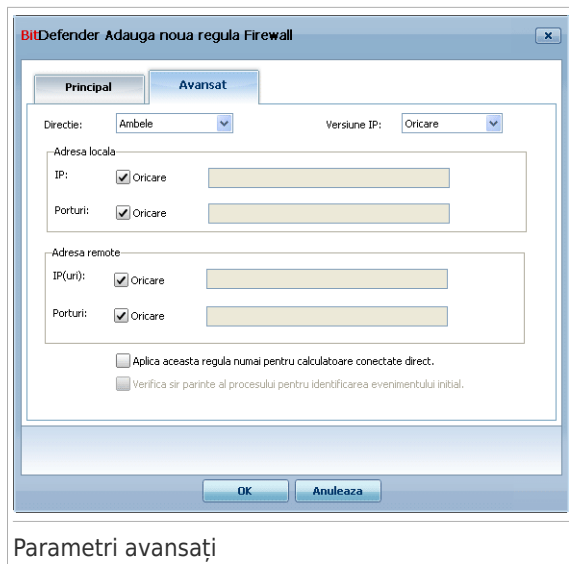 BitDefender Adauga noua regula Firewall
Principal Avansat
Directie: Ambele Versiune IP: Oricare
Adresa locala
IP: Oricare
Porturi: Oricare
Adresa remote
IP(uri): Oricare
Porturi: Oricare
Aplica aceasta regula numai pentru calculatoare conectate direct.
Verifica sir parinte al procesului pentru identificarea evenimentului initial.
OK Anuleaza
Parametri avansați